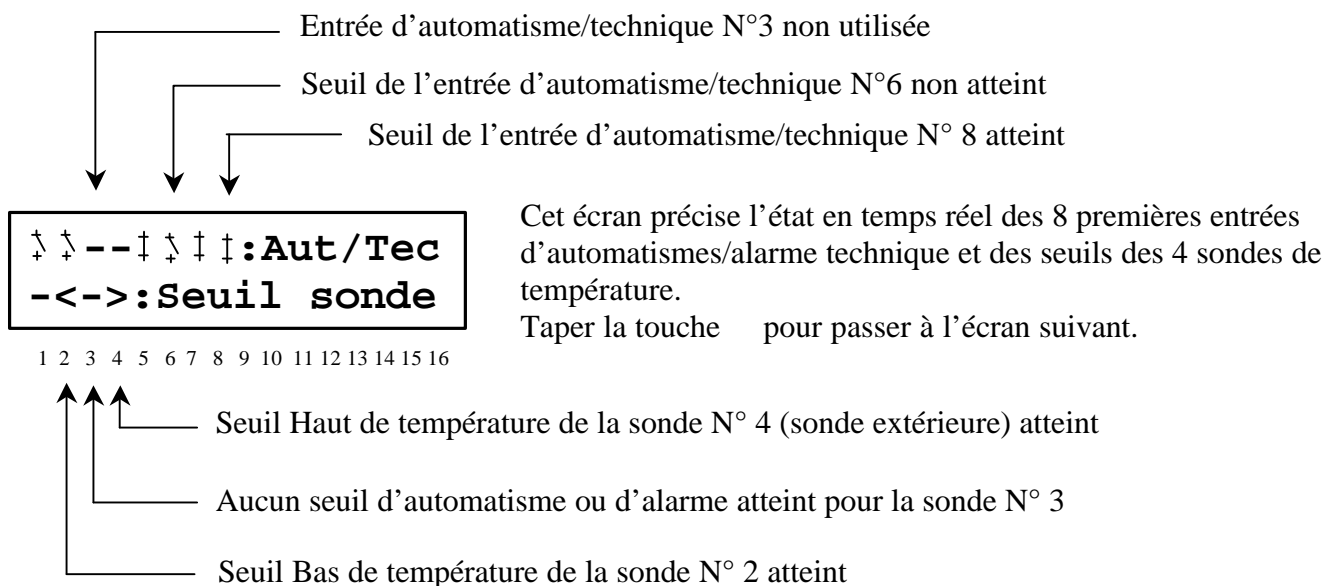 Entrée d’automatisme/technique N°3 non utilisée
Seuil de l’entrée d’automatisme/technique N°6 non atteint
Seuil de l’entrée d’automatisme/technique N° 8 atteint
--:Aut/Tec
-<->:Seuil sonde
1 2 3 4 5 6 7 8 9 10 11 12 13 14 15 16
Cet écran précise l’état en temps réel des 8 premières entrées
d’automatismes/alarme technique et des seuils des 4 sondes de
température.
Taper la touche pour passer à l’écran suivant.
Seuil Haut de température de la sonde N° 4 (sonde extérieure) atteint
Aucun seuil d’automatisme ou d’alarme atteint pour la sonde N° 3
Seuil Bas de température de la sonde N° 2 atteint